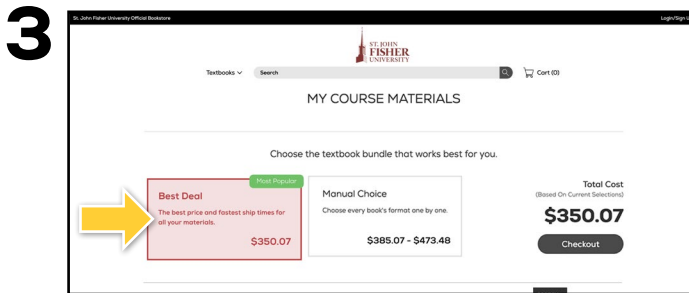 3
St. John Fisher University Official Bookstore
Login/Sign
ST. JOHN
FISHER
UNIVERSITY
Textbooks
Search
Cart (0)
MY COURSE MATERIALS
Choose the textbook bundle that works best for you.
Most Popular
Best Deal
The best price and fastest ship times for
all your materials.
$350.07
Manual Choice
Choose every book's format one by one.
$385.07 - $473.48
Total Cost
(Based On Current Selections)
$350.07
Checkout